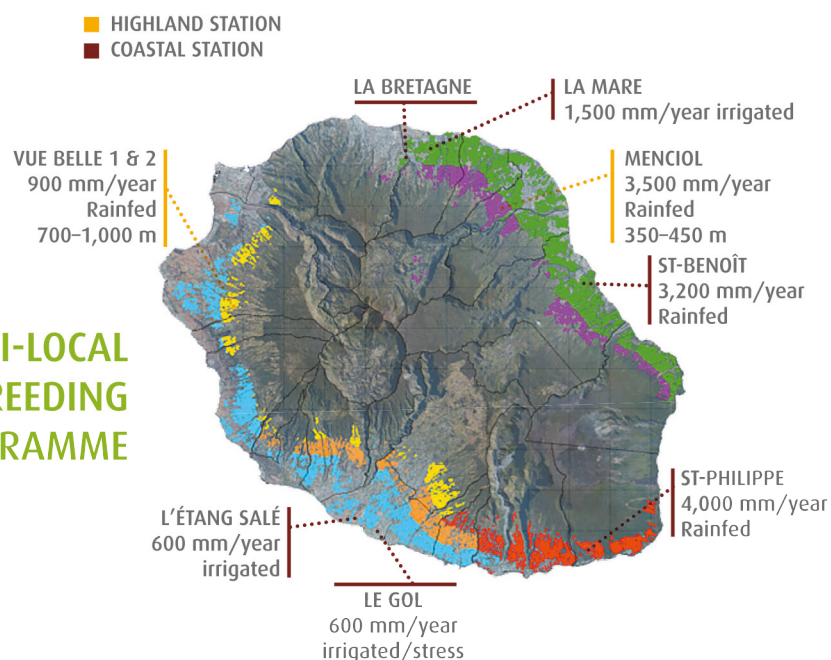 HIGHLAND STATION
COASTAL STATION
LA BRETAGNE
LA MARE
1,500 mm/year irrigated
VUE BELLE 1 & 2
900 mm/year
Rainfed
700–1,000 m
MENCIOL
3,500 mm/year
Rainfed
350–450 m
ST-BENOÎT
3,200 mm/year
Rainfed
I-LOCAL
REEDING
RAMME
ST-PHILIPPE
4,000 mm/year
Rainfed
L'ÉTANG SALÉ
600 mm/year
irrigated
LE GOL
600 mm/year
irrigated/stress